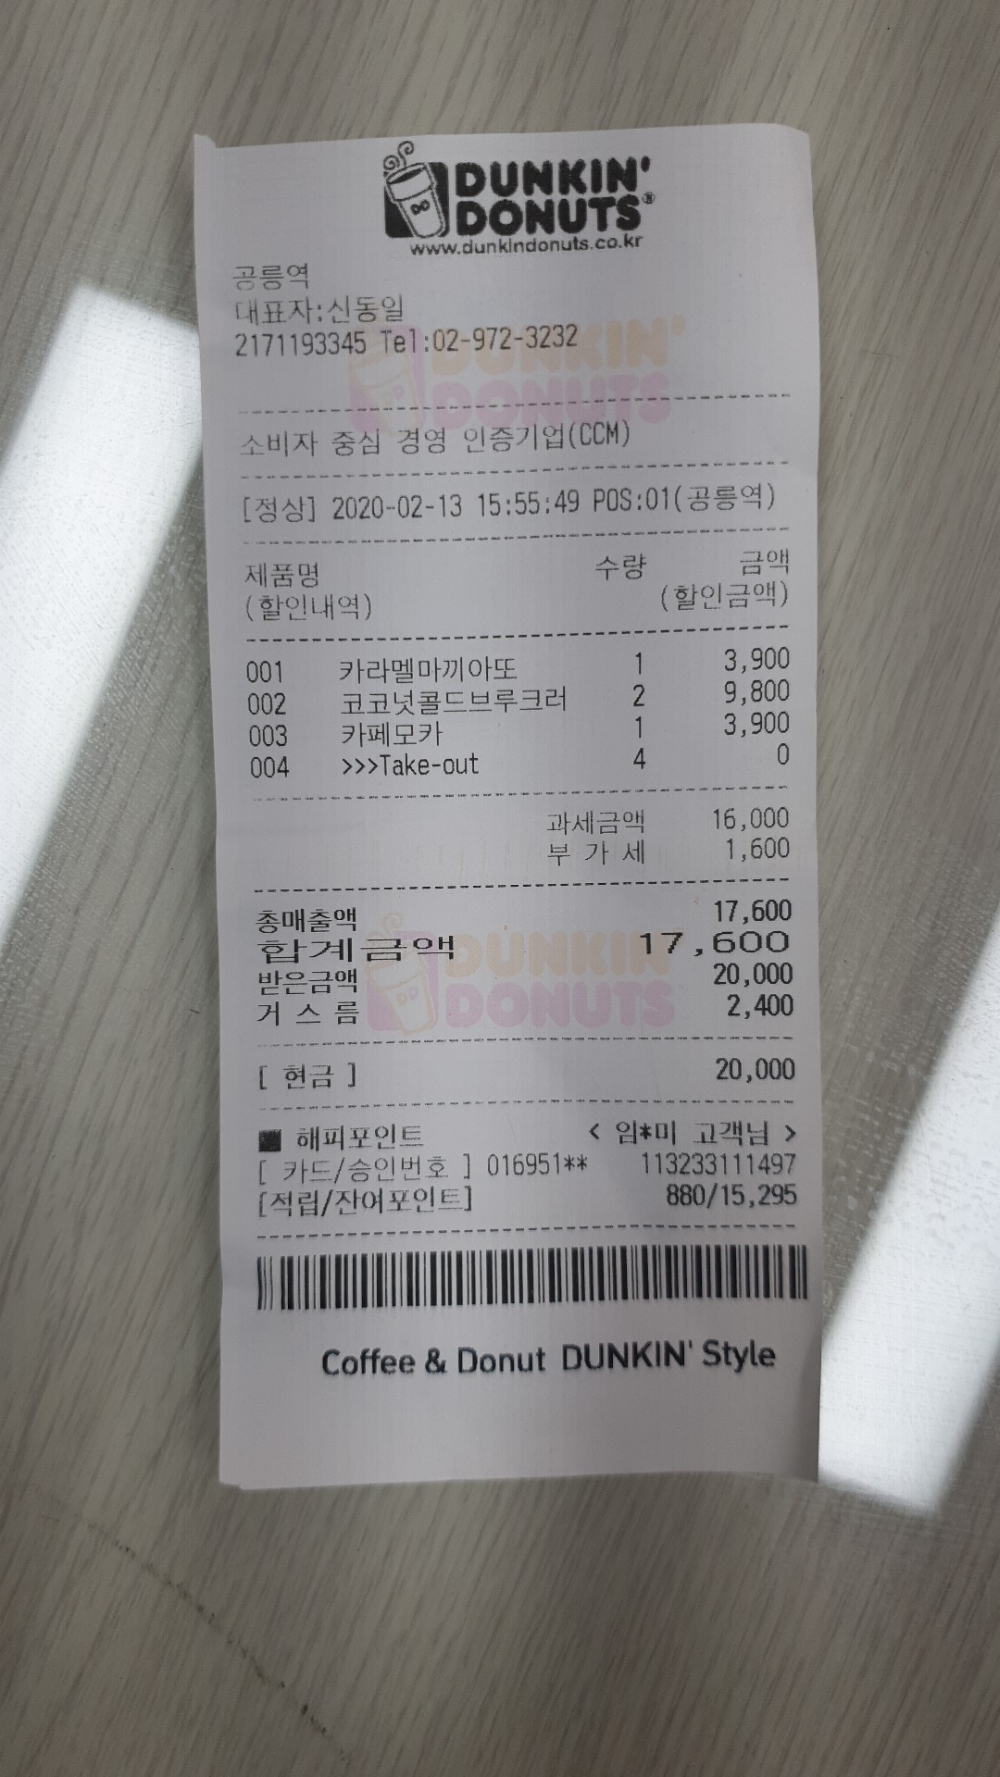 DUNKIN'
DONUTS®
www.dunkindonuts.co.kr
공릉역
대표자:신동일
2171193345 Tel:02-972-3232
DUNKIN'
DONUTS
소비자 중심 경영 인증기업(CCM)
[정상] 2020-02-13 15:55:49 POS:01(공릉역)
제품명 수량 금액
(할인내역) (할인금액)
001 카라멜마끼아또 1 3,900
002 코코넛콜드브루크러 2 9,800
003 카페모카 1 3,900
004 >>>Take-out 4 0
과세금액 16,000
부 가 세 1,600
총매출액 17,600
합계금액 17,600
받은금액 20,000
거 스 름 2,400
DUNKIN'
DONUTS
[ 현금 ] 20,000
■ 해피포인트 < 임*미 고객님 >
[ 카드/승인번호 ] 016951** 113233111497
[적립/잔여포인트] 880/15,295
Coffee & Donut DUNKIN' Style